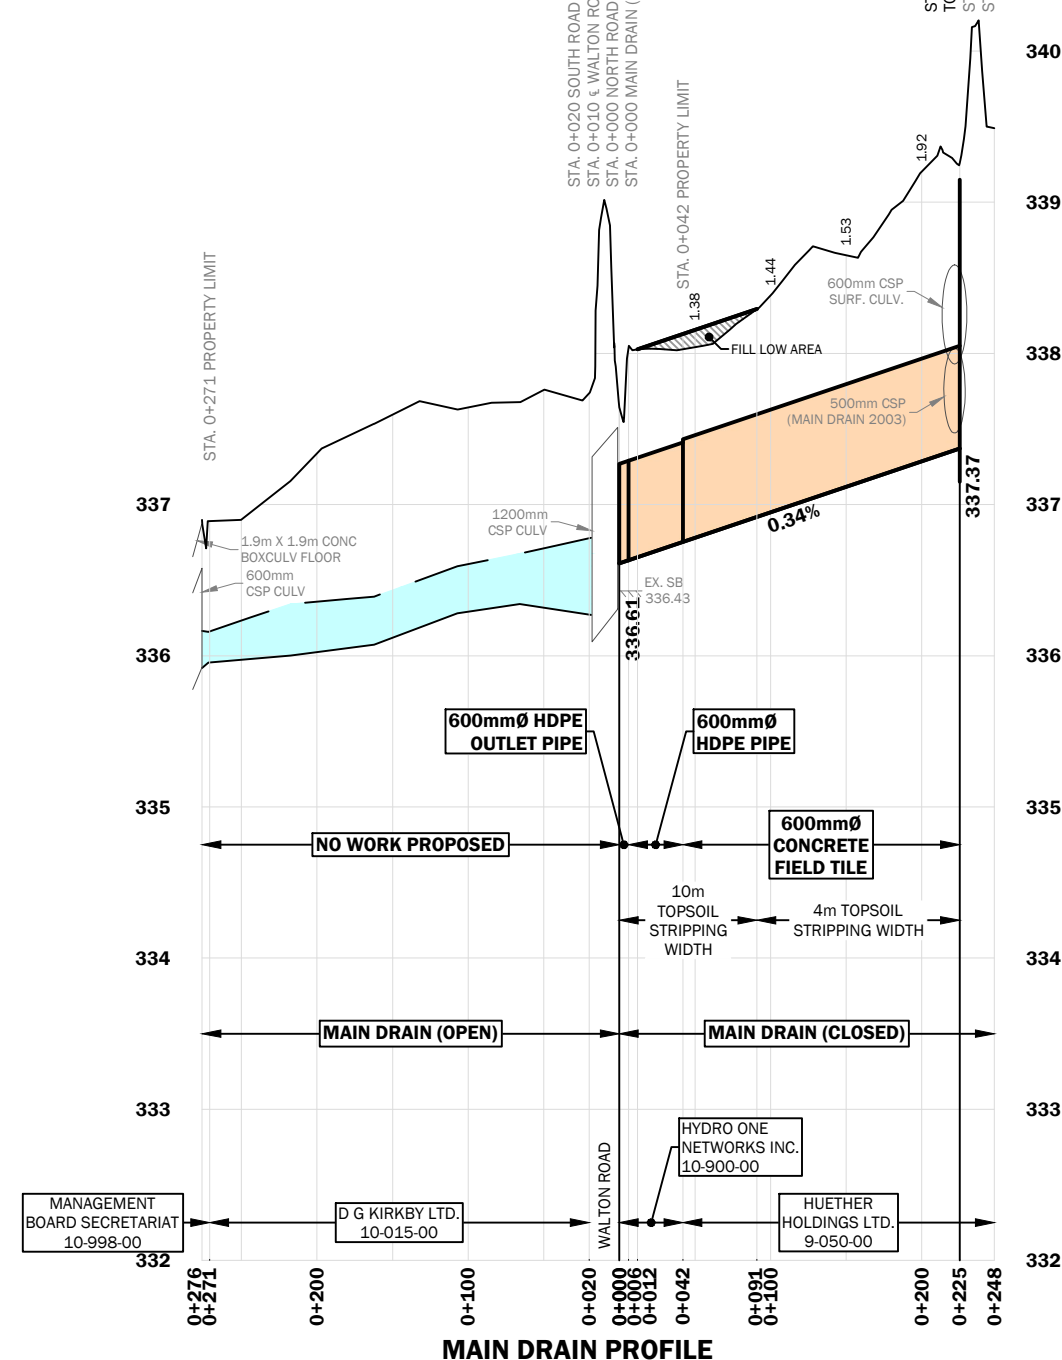 STA. 0+020 SOUTH ROAD
STA. 0+010 ℄ WALTON RO
STA. 0+000 NORTH ROAD
STA. 0+000 MAIN DRAIN (
STA. 0+042 PROPERTY LIMIT
STA. 0+271 PROPERTY LIMIT
340
339
338
337
337
336
336
335
335
334
334
333
333
332
332
1.38
1.44
1.53
1.92
FILL LOW AREA
600mm CSP
SURF. CULV.
500mm CSP
(MAIN DRAIN 2003)
337.37
0.34%
1200mm
CSP CULV
1.9m X 1.9m CONC
BOXCULV FLOOR
600mm
CSP CULV
EX. SB
336.43
336.61
600mmØ HDPE
OUTLET PIPE
600mmØ
HDPE PIPE
NO WORK PROPOSED
600mmØ
CONCRETE
FIELD TILE
10m
TOPSOIL
STRIPPING
WIDTH
4m TOPSOIL
STRIPPING WIDTH
MAIN DRAIN (OPEN)
MAIN DRAIN (CLOSED)
HYDRO ONE
NETWORKS INC.
10-900-00
MANAGEMENT
BOARD SECRETARIAT
10-998-00
D G KIRKBY LTD.
10-015-00
WALTON ROAD
HUETHER
HOLDINGS LTD.
9-050-00
0+276
0+271
0+200
0+100
0+020
0+000
0+006
0+012
0+042
0+091
0+100
0+200
0+225
0+248
MAIN DRAIN PROFILE